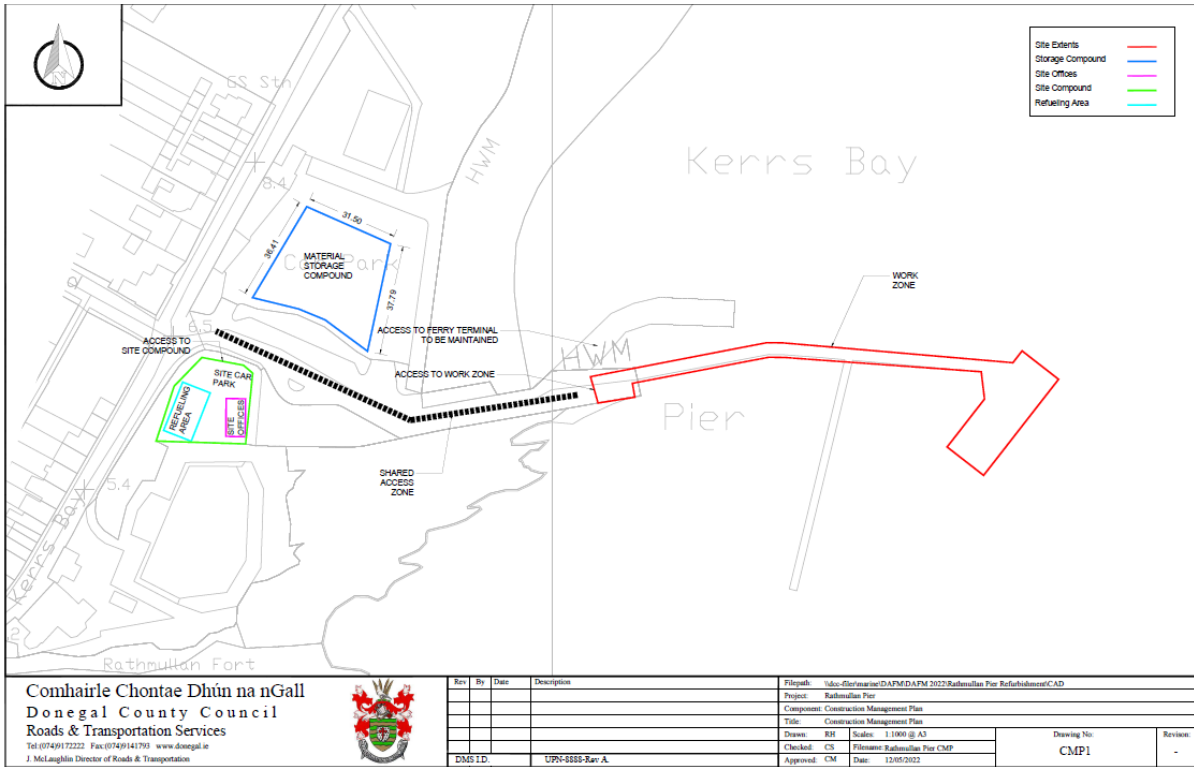 GS Stn
8.4
HWM
Kerrs Bay
Site Extents
Storage Compound
Site Offices
Site Compound
Refueling Area
31.50
36.41
37.79
Car Park
MATERIAL
STORAGE
COMPOUND
WORK
ZONE
6.5
ACCESS TO
SITE COMPOUND
ACCESS TO FERRY TERMINAL
TO BE MAINTAINED
HWM
ACCESS TO WORK ZONE
SITE CAR
PARK
REFUELING
AREA
SITE
OFFICES
Pier
SHARED
ACCESS
ZONE
5.4
Kerrs Ba
Rathmullan Fort
Comhairle Chontae Dhún na nGall
Donegal County Council
Roads & Transportation Services
Tel:(074)9172222 Fax:(074)9141793 www.donegal.ie
J. McLaughlin Director of Roads & Transportation
Rev By Date Description
DMS I.D. UPN-8888-Rev A.
Filepath: \\dcc-file\marine\DAFM\DAFM 2022\Rathmullan Pier Refurbishment\CAD
Project: Rathmullan Pier
Component: Construction Management Plan
Title: Construction Management Plan
Drawn: RH Scales: 1:1000 @ A3 Drawing No: Revision:
Checked: CS Filename: Rathmullan Pier CMP CMP1 -
Approved: CM Date: 12/05/2022